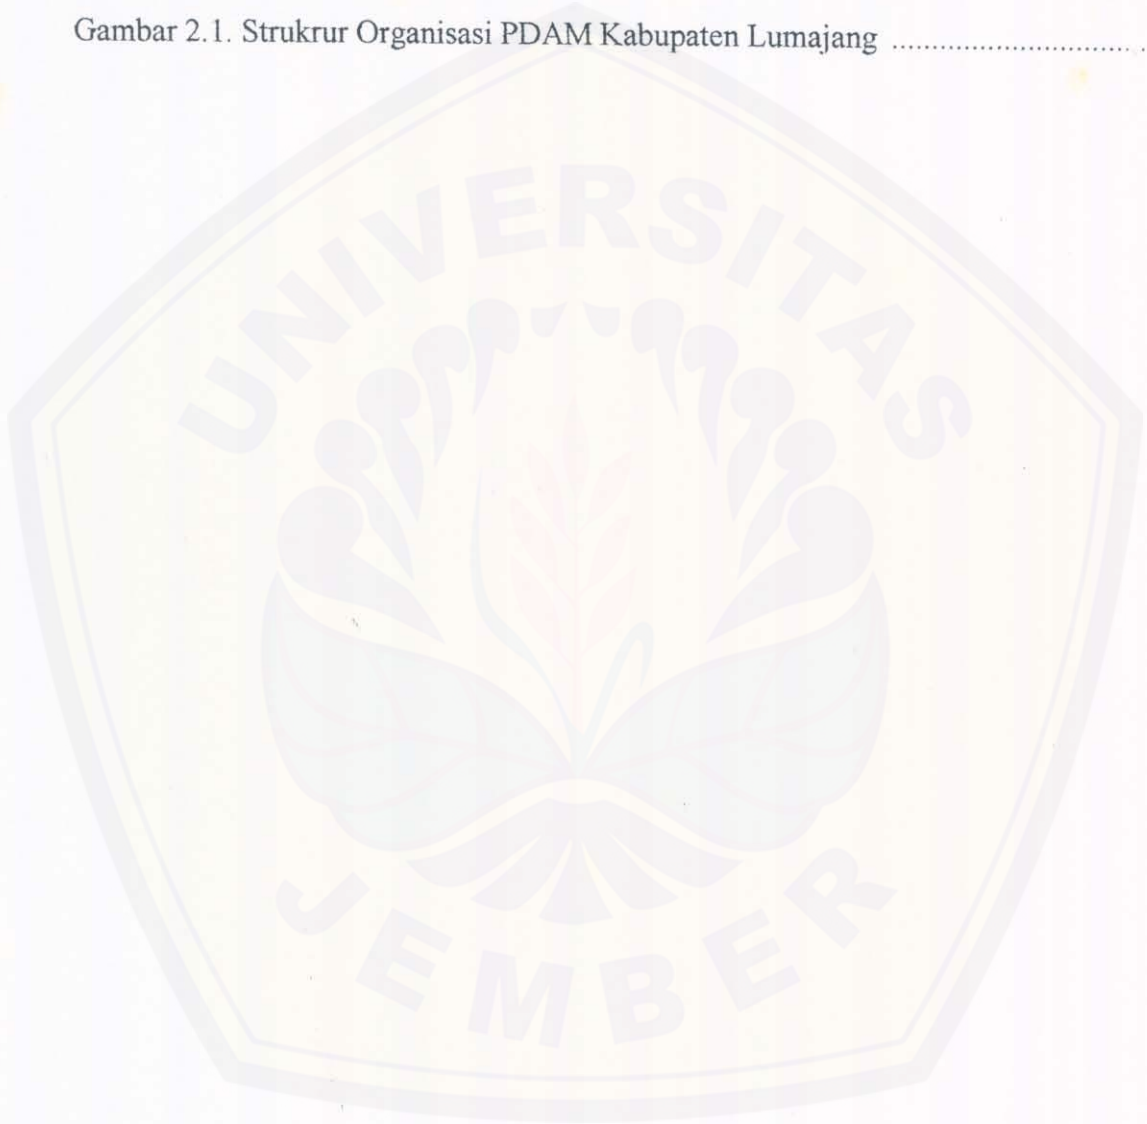 Gambar 2.1. Strukrur Organisasi PDAM Kabupaten Lumajang ................................
UNIVERSITAS
JEMBER